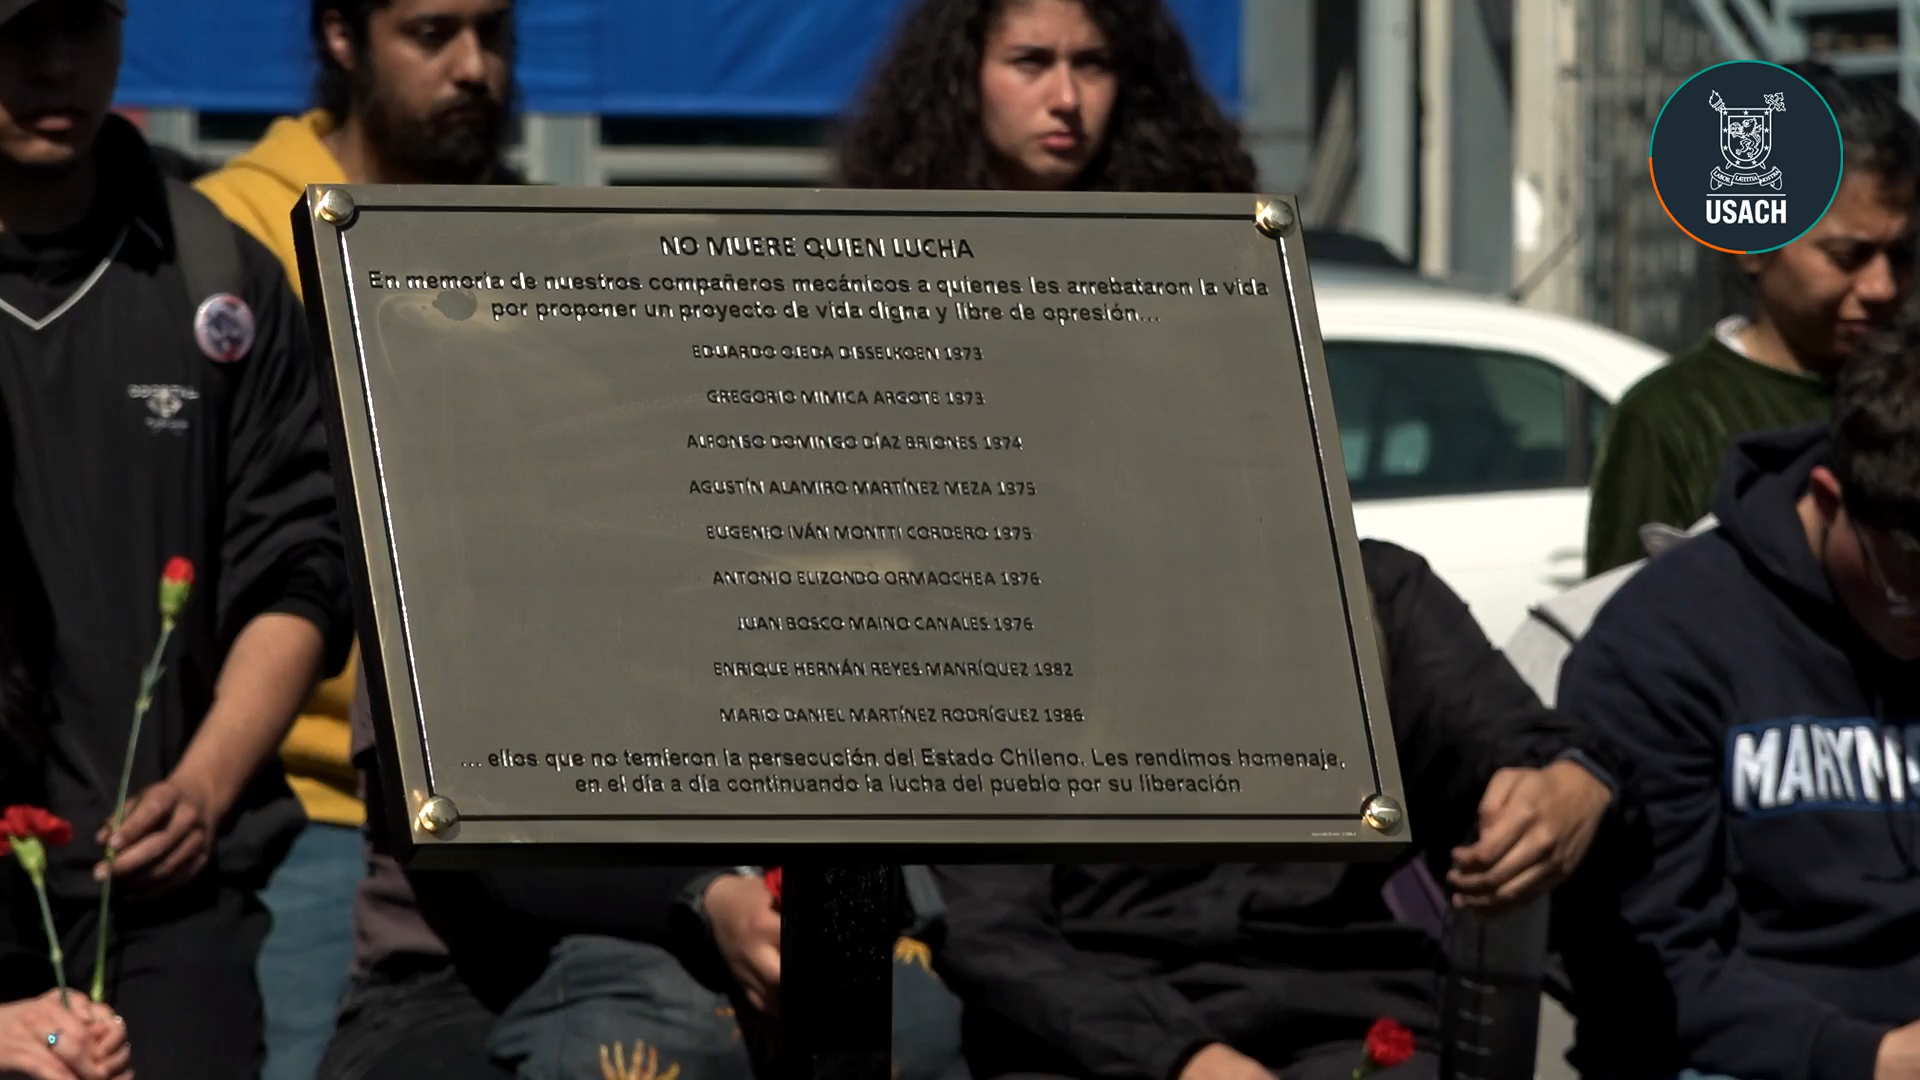 LABOR LÆTITIA NOSTRA
USACH
NO MUERE QUIEN LUCHA
En memoria de nuestros compañeros mecánicos a quienes les arrebataron la vida
por proponer un proyecto de vida digna y libre de opresión...
EDUARDO OJEDA DISSELKOEN 1973
GREGORIO MIMICA ARGOTE 1973
ALFONSO DOMINGO DÍAZ BRIONES 1974
AGUSTÍN ALAMIRO MARTÍNEZ MEZA 1975
EUGENIO IVÁN MONTTI CORDERO 1975
ANTONIO ELIZONDO ORMAOCHEA 1976
JUAN BOSCO MAINO CANALES 1976
ENRIQUE HERNÁN REYES MANRÍQUEZ 1982
MARIO DANIEL MARTÍNEZ RODRÍGUEZ 1986
... ellos que no temieron la persecución del Estado Chileno. Les rendimos homenaje,
en el día a día continuando la lucha del pueblo por su liberación